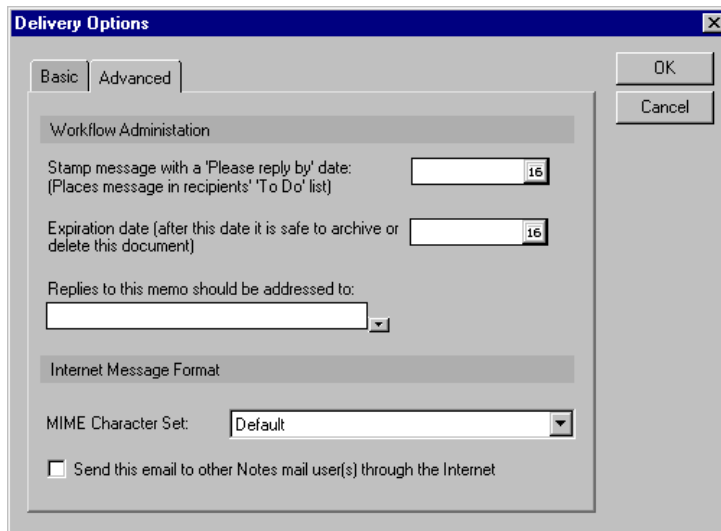 Delivery Options
Basic
Advanced
OK
Cancel
Workflow Administation
Stamp message with a 'Please reply by' date:
(Places message in recipients' 'To Do' list)
16
Expiration date (after this date it is safe to archive or
delete this document)
16
Replies to this memo should be addressed to:
Internet Message Format
MIME Character Set:
Default
Send this email to other Notes mail user(s) through the Internet